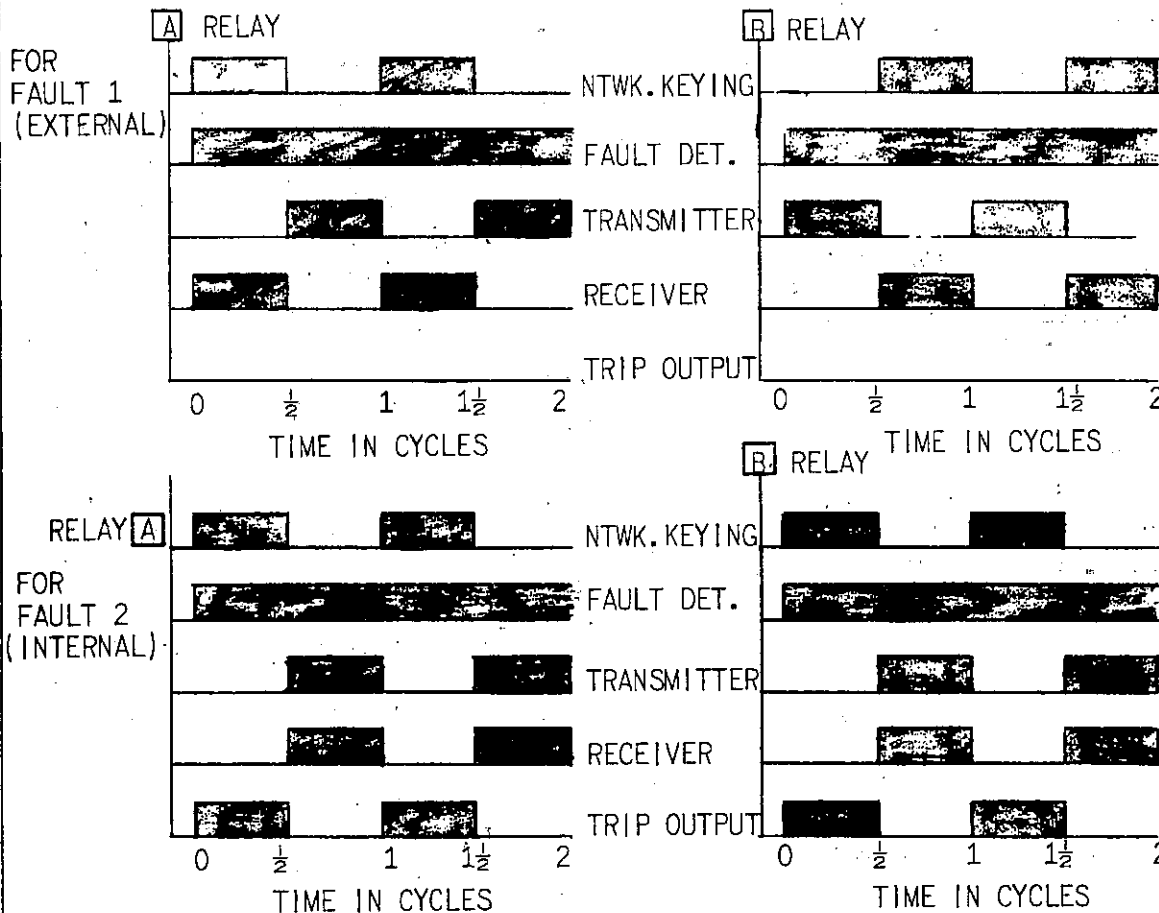 A RELAY
B RELAY
FOR
FAULT 1
(EXTERNAL)
NTWK. KEYING
FAULT DET.
TRANSMITTER
RECEIVER
TRIP OUTPUT
0 ½ 1 1½ 2
0 ½ 1 1½ 2
TIME IN CYCLES
TIME IN CYCLES
B RELAY
RELAY A
FOR
FAULT 2
(INTERNAL)
NTWK. KEYING
FAULT DET.
TRANSMITTER
RECEIVER
TRIP OUTPUT
0 ½ 1 1½ 2
0 ½ 1 1½ 2
TIME IN CYCLES
TIME IN CYCLES